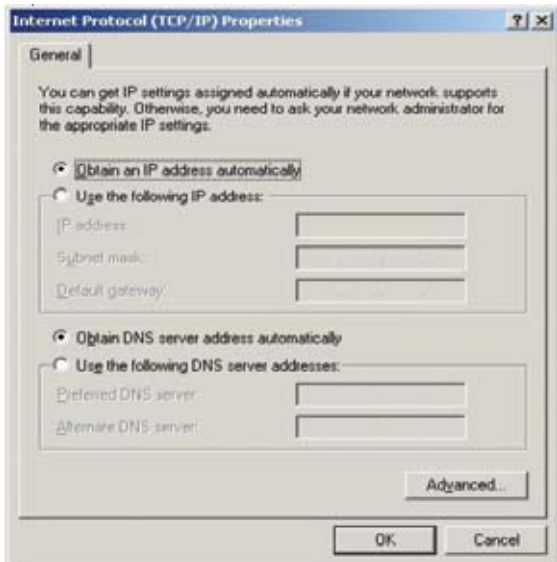 Internet Protocol (TCP/IP) Properties
General
You can get IP settings assigned automatically if your network supports
this capability. Otherwise, you need to ask your network administrator for
the appropriate IP settings.
Obtain an IP address automatically
Use the following IP address:
IP address:
Subnet mask:
Default gateway:
Obtain DNS server address automatically
Use the following DNS server addresses:
Preferred DNS server:
Alternate DNS server:
Advanced...
OK Cancel